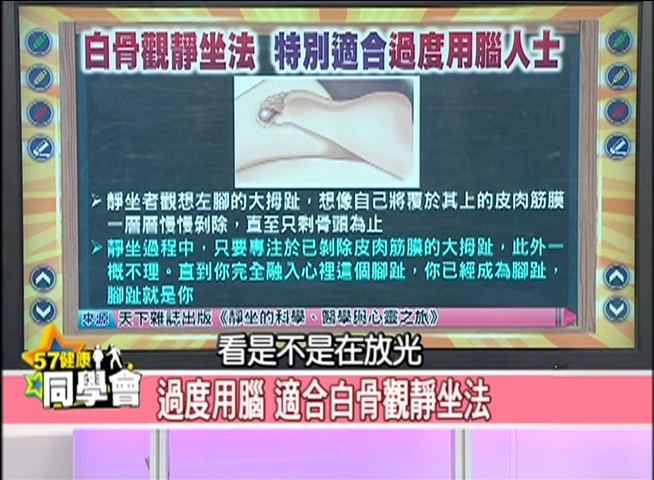 白骨觀靜坐法 特別適合過度用腦人士
➢靜坐者觀想左腳的大拇趾，想像自己將覆於其上的皮肉筋膜
一層層慢慢剝除，直至只剩骨頭為止
➢靜坐過程中，只要專注於已剝除皮肉筋膜的大拇趾，此外一
概不理。直到你完全融入心裡這個腳趾，你已經成為腳趾，
腳趾就是你
來源 天下雜誌出版《靜坐的科學、醫學與心靈之旅》
看是不是在放光
57健康
同學會
過度用腦 適合白骨觀靜坐法